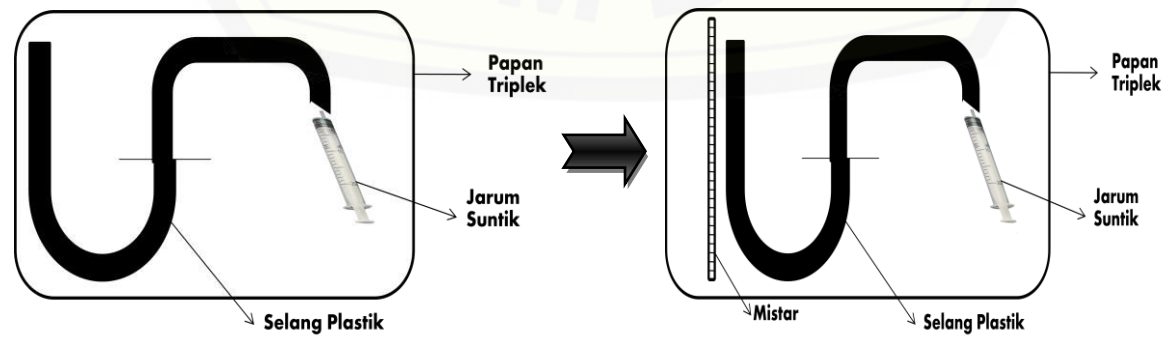 Papan
Triplek
Jarum
Suntik
Selang Plastik
Papan
Triplek
Jarum
Suntik
Mistar
Selang Plastik